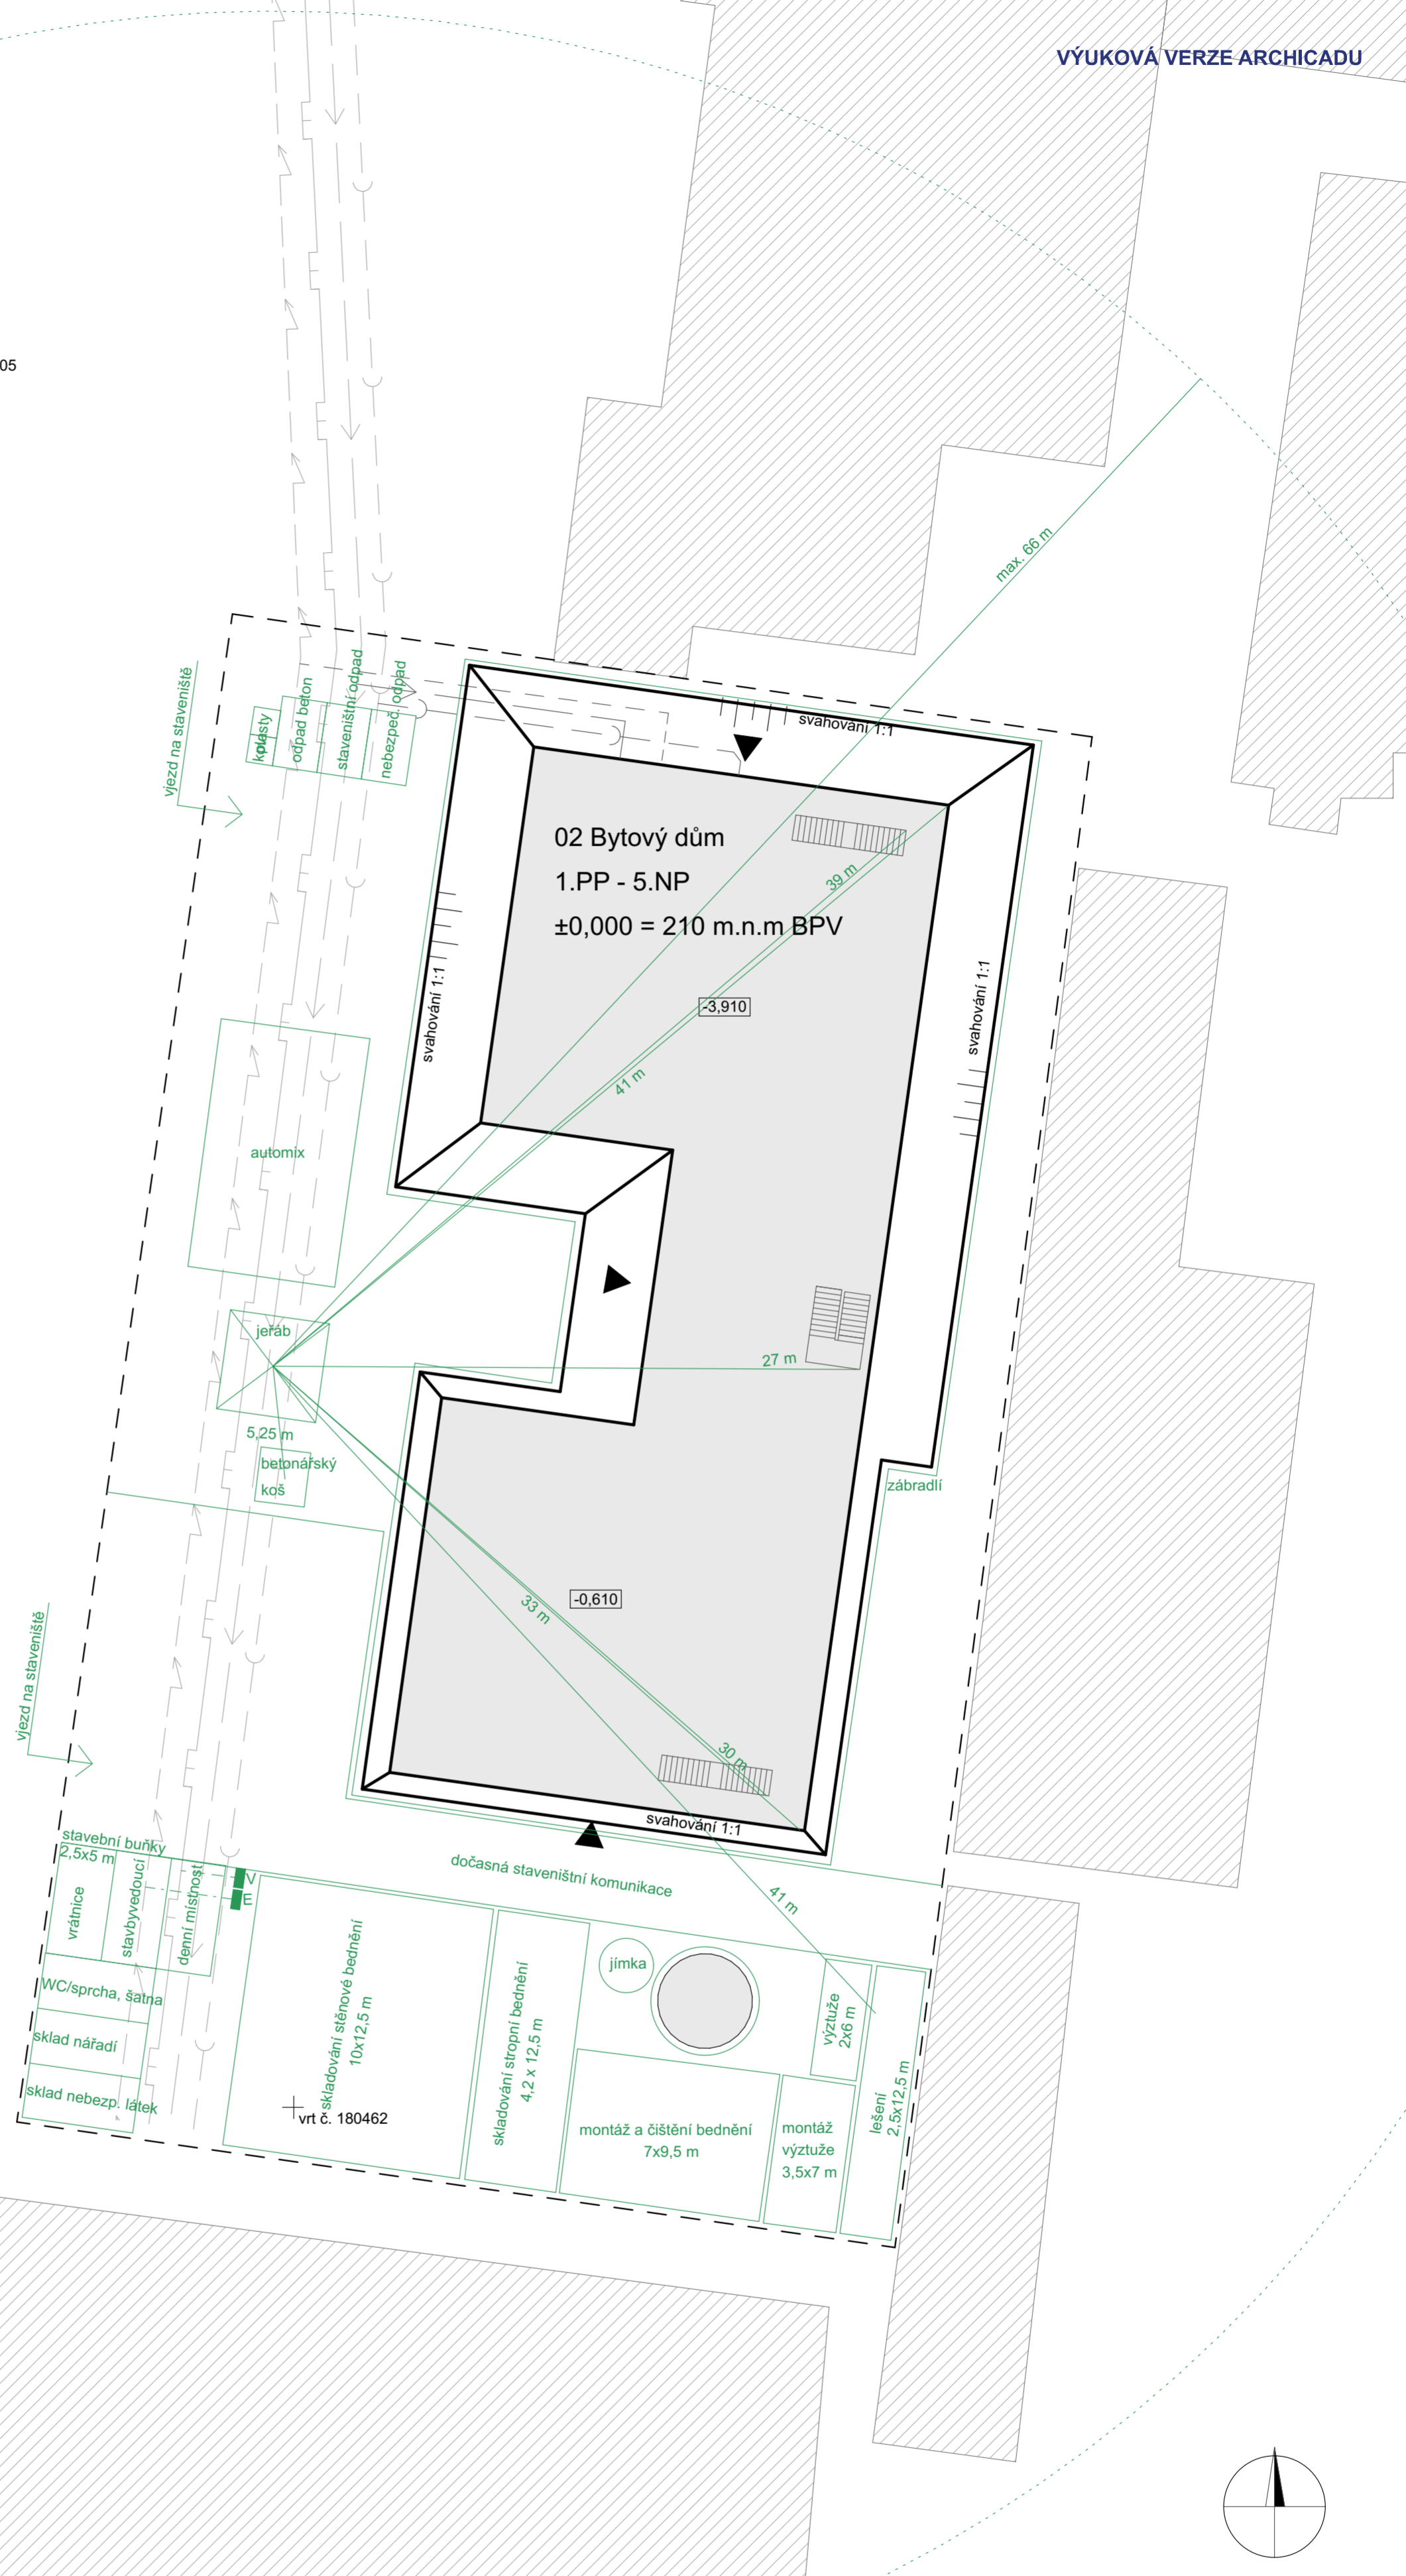 VÝUKOVÁ VERZE ARCHICADU
05
max. 66 m
vjezd na staveniště
plasty
kov
odpad beton
staveništní odpad
nebezpeč. odpad
svahování 1:1
02 Bytový dům
1.PP - 5.NP
±0,000 = 210 m.n.m BPV
39 m
-3,910
svahování 1:1
svahování 1:1
41 m
automix
jeřáb
27 m
5,25 m
betonářský
koš
zábradlí
-0,610
33 m
vjezd na staveniště
30 m
svahování 1:1
stavební buňky
2,5x5 m
vrátnice
stavbyvedoucí
denní místnost
V
E
dočasná staveništní komunikace
41 m
WC/sprcha, šatna
sklad nářadí
sklad nebezp. látek
skladování stěnové bednění
10x12,5 m
vrt č. 180462
skladování stropní bednění
4,2 x 12,5 m
jímka
výztuže
2x6 m
montáž a čištění bednění
7x9,5 m
montáž
výztuže
3,5x7 m
lešení
2,5x12,5 m